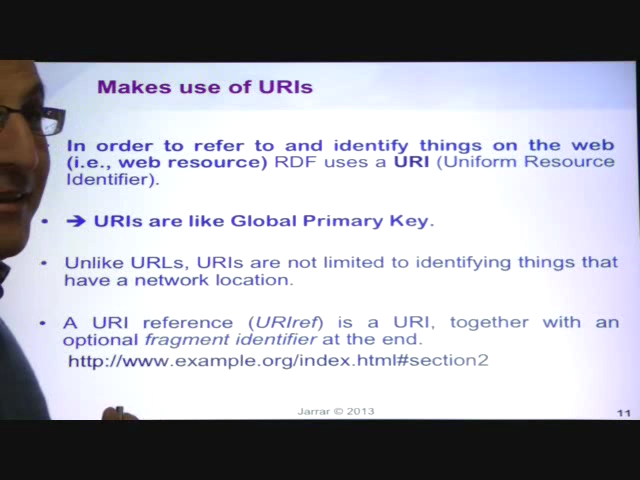 Makes use of URIs
• In order to refer to and identify things on the web
(i.e., web resource) RDF uses a URI (Uniform Resource
Identifier).
• ➔ URIs are like Global Primary Key.
• Unlike URLs, URIs are not limited to identifying things that
have a network location.
• A URI reference (URIref) is a URI, together with an
optional fragment identifier at the end.
http://www.example.org/index.html#section2
Jarrar © 2013
11